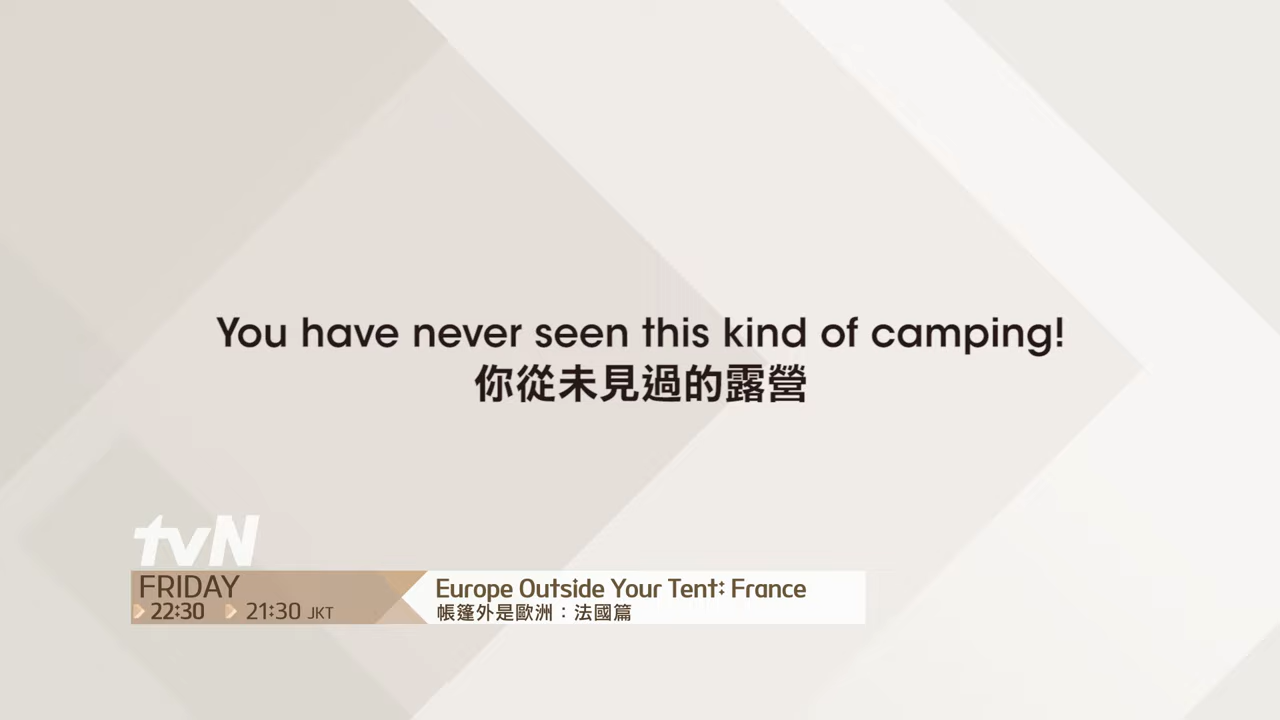 You have never seen this kind of camping!
你從未見過的露營
tvN
FRIDAY
22:30 21:30 JKT
Europe Outside Your Tent: France
帳篷外是歐洲：法國篇